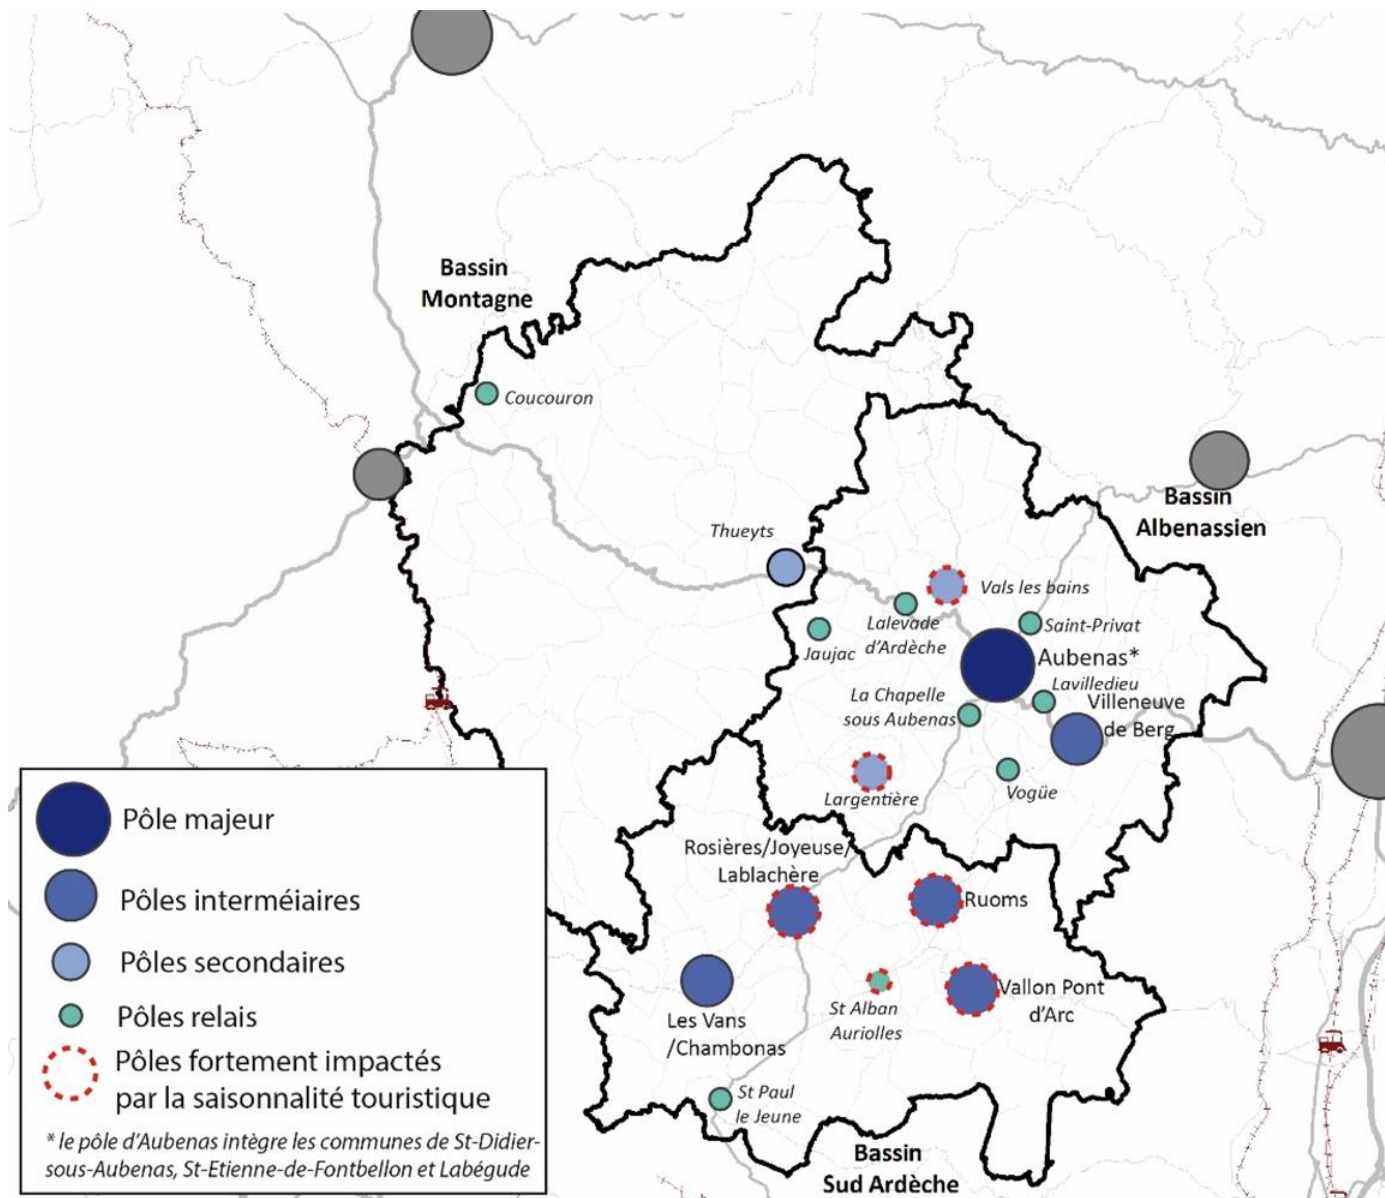 Bassin
Montagne
Coucouron
Bassin
Albenassien
Thueyts
Vals les bains
Lalevade
d'Ardèche
Jaujac
Saint-Privat
Aubenas*
Lavilledieu
La Chapelle
sous Aubenas
Villeneuve
de Berg
Largentière
Vogüe
Rosières/Joyeuse/
Lablachère
Ruoms
Vallon Pont
d'Arc
St Alban
Auriolles
Les Vans
/Chambonas
St Paul
le Jeune
Bassin
Sud Ardèche
Pôle majeur
Pôles interméiaires
Pôles secondaires
Pôles relais
Pôles fortement impactés
par la saisonnalité touristique
* le pôle d'Aubenas intègre les communes de St-Didier-
sous-Aubenas, St-Etienne-de-Fontbellon et Labégude